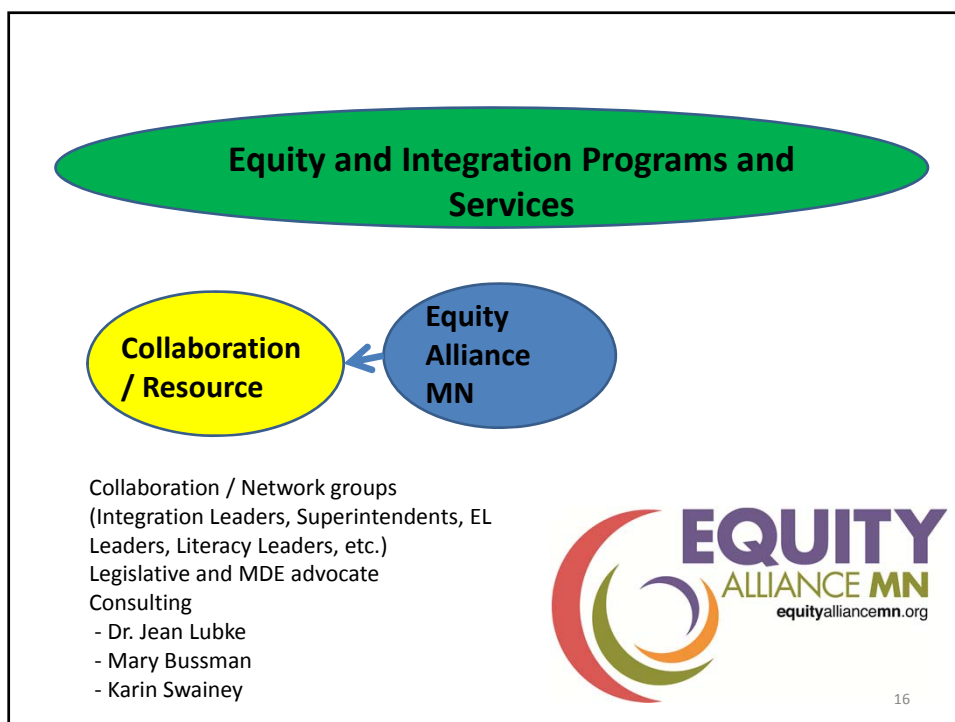 Equity and Integration Programs and
Services
Collaboration
/ Resource
Equity
Alliance
MN
Collaboration / Network groups
(Integration Leaders, Superintendents, EL
Leaders, Literacy Leaders, etc.)
Legislative and MDE advocate
Consulting
- Dr. Jean Lubke
- Mary Bussman
- Karin Swainey
EQUITY
ALLIANCE MN
equityalliancemn.org
16